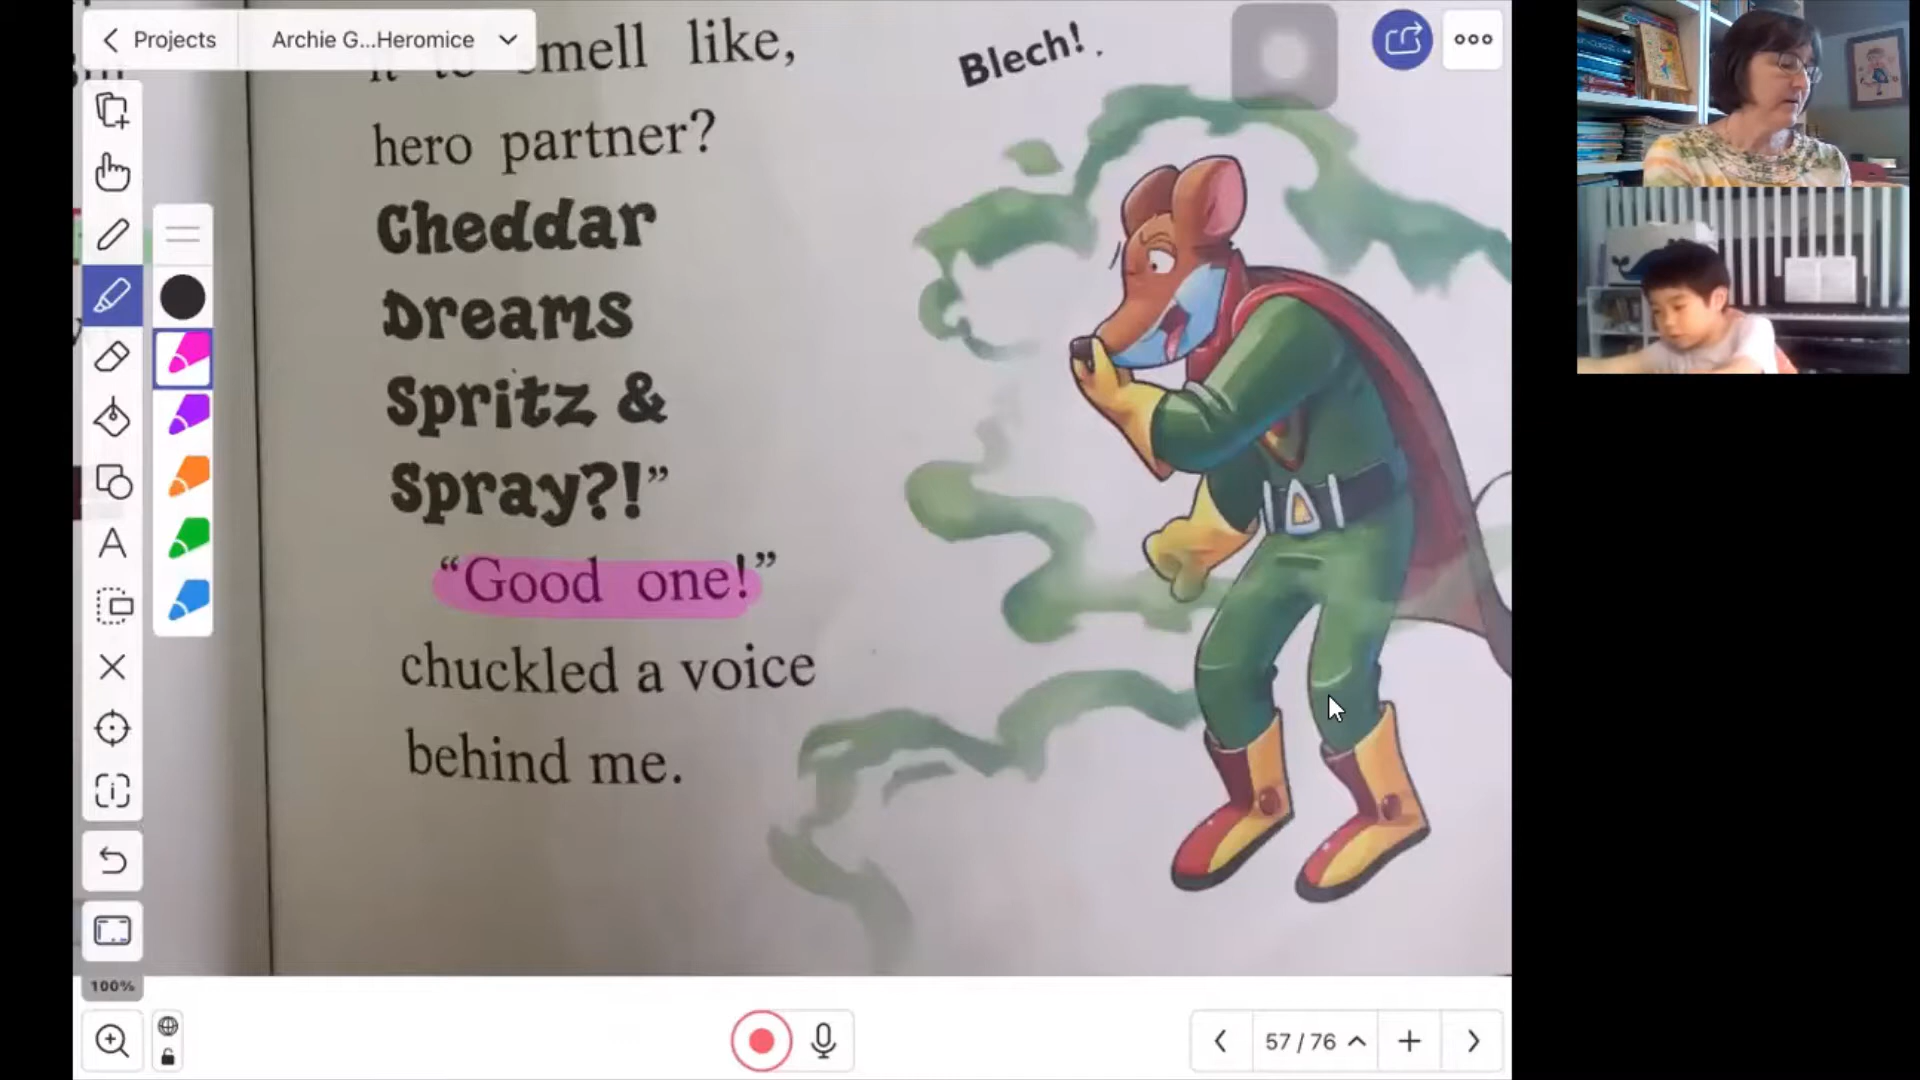 Projects
Archie G...Heromice
smell like,
hero partner?
Cheddar
Dreams
Spritz &
Spray?!”
“Good one!”
chuckled a voice
behind me.
Blech!
100%
57 / 76